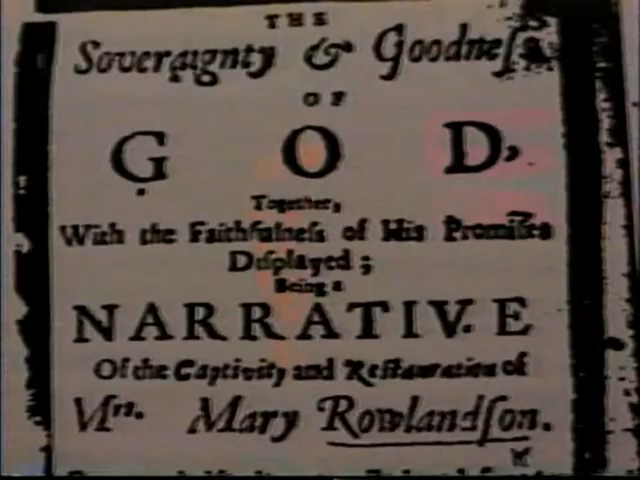 THE
Soveraignty & Goodneſs
OF
GOD,
Together,
With the Faithfulneſs of His Promiſes
Diſplayed;
Being a
NARRATIVE
Of the Captivity and Reſtauration of
Mrs. Mary Rowlandſon.